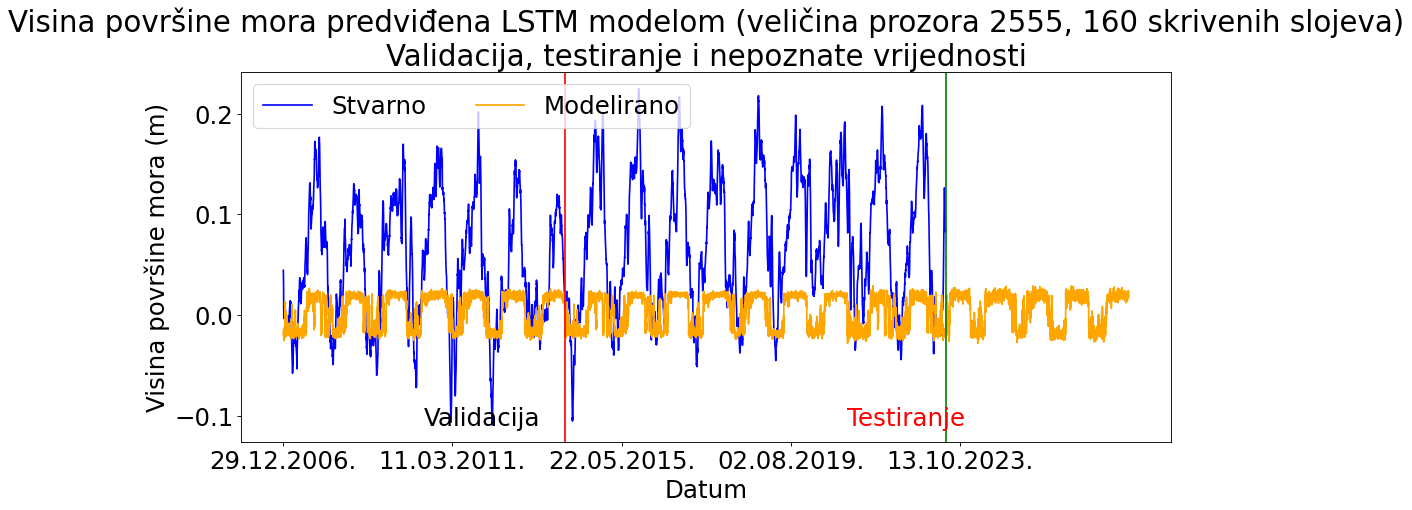 Visina površine mora predviđena LSTM modelom (veličina prozora 2555, 160 skrivenih slojeva)
Validacija, testiranje i nepoznate vrijednosti
Stvarno
Modelirano
Visina površine mora (m)
0.2
0.1
0.0
−0.1
Validacija
Testiranje
29.12.2006.
11.03.2011.
22.05.2015.
02.08.2019.
13.10.2023.
Datum